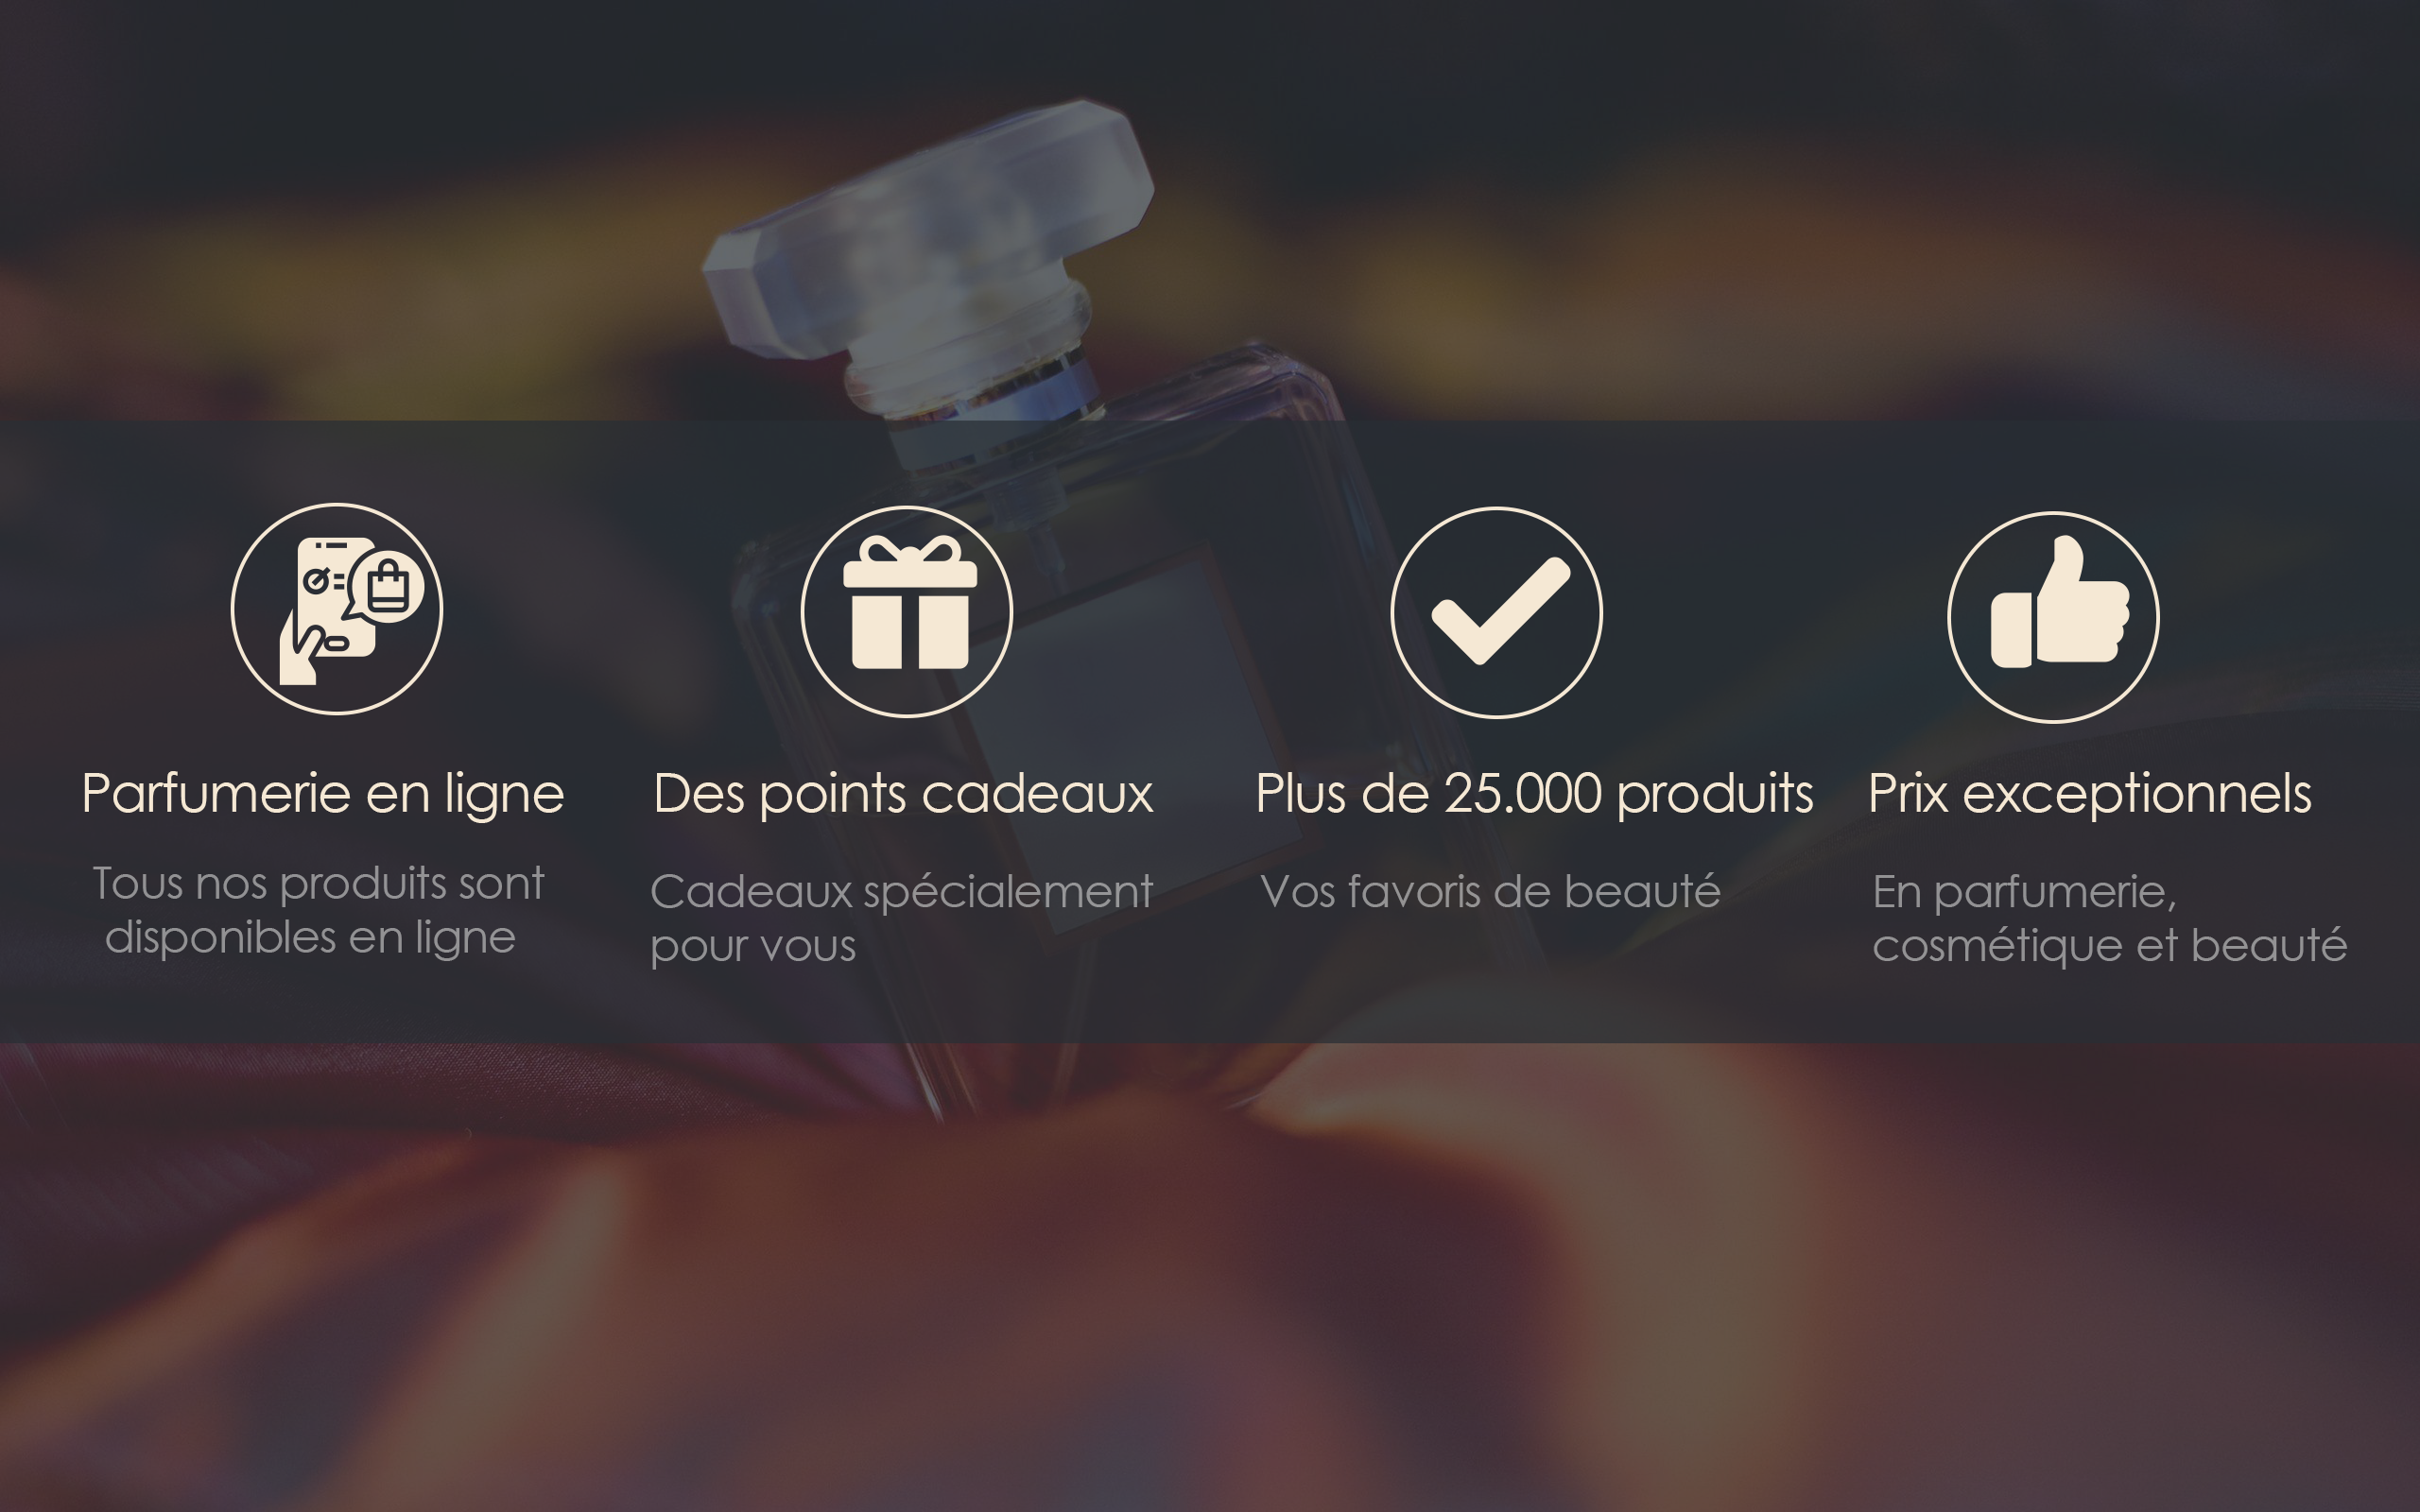 Parfumerie en ligne
Tous nos produits sont
disponibles en ligne
Des points cadeaux
Cadeaux spécialement
pour vous
Plus de 25.000 produits
Vos favoris de beauté
Prix exceptionnels
En parfumerie,
cosmétique et beauté